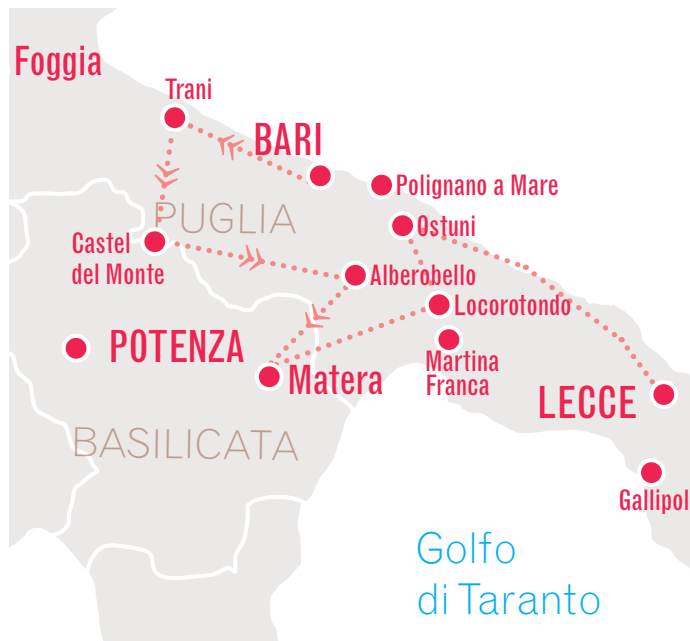 Foggia
Trani
BARI
Polignano a Mare
PUGLIA
Ostuni
Castel
del Monte
Alberobello
Locorotondo
POTENZA
Martina
Franca
Matera
LECCE
BASILICATA
Gallipol
Golfo
di Taranto